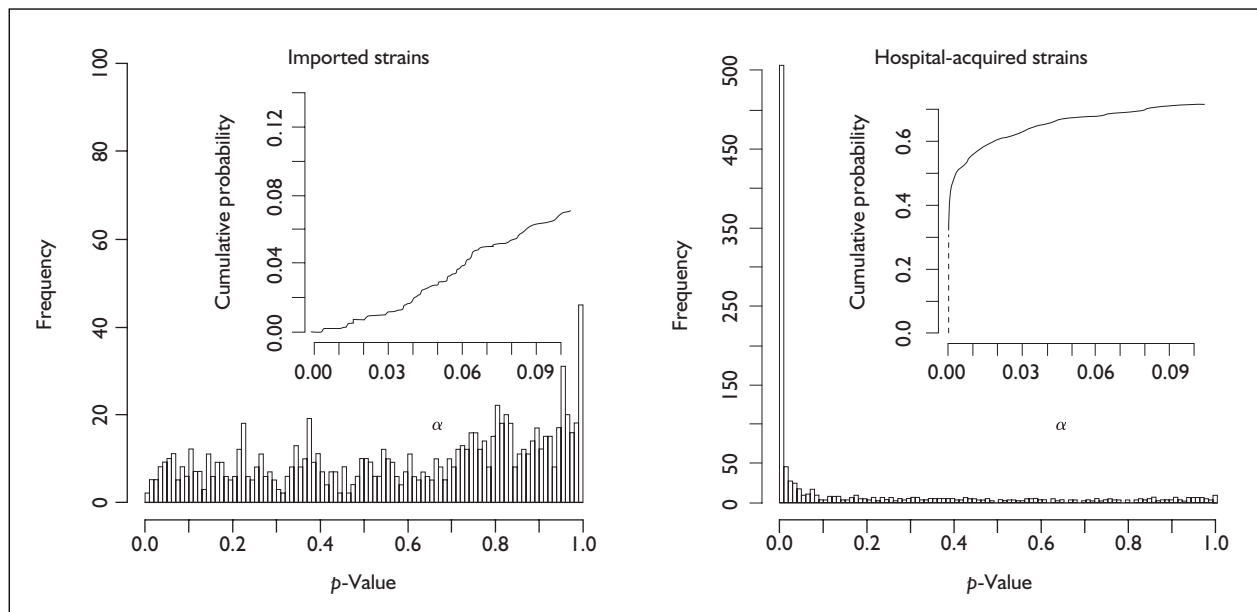 Imported strains
Frequency
100
80
60
40
20
0
0.0 0.2 0.4 0.6 0.8 1.0
p-Value
Cumulative probability
0.12
0.08
0.04
0.00
0.00 0.03 0.06 0.09
α
Hospital-acquired strains
Frequency
500
450
350
250
150
50
0
0.0 0.2 0.4 0.6 0.8 1.0
p-Value
Cumulative probability
0.6
0.4
0.2
0.0
0.00 0.03 0.06 0.09
α